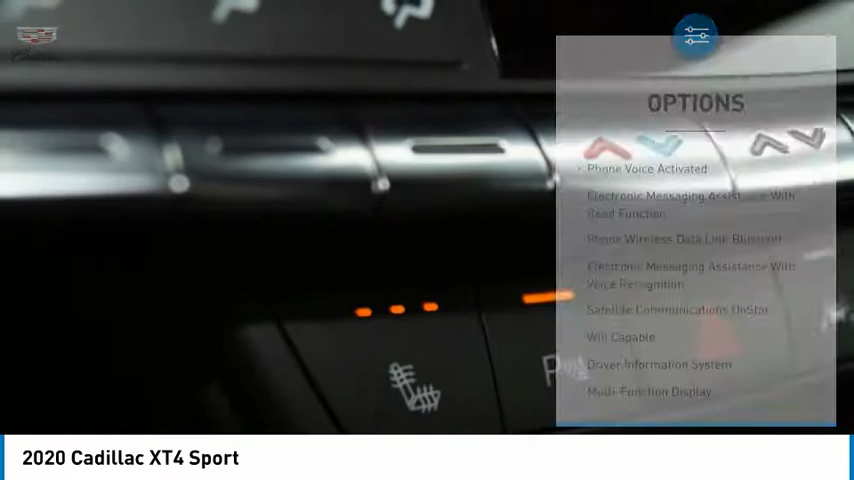 OPTIONS
Phone Voice Activated
Electronic Messaging Assistance With
Read Function
Phone Wireless Data Link Bluetooth
Electronic Messaging Assistance With
Voice Recognition
Satellite Communications OnStar
Wifi Capable
Driver Information System
Multi-Function Display
2020 Cadillac XT4 Sport